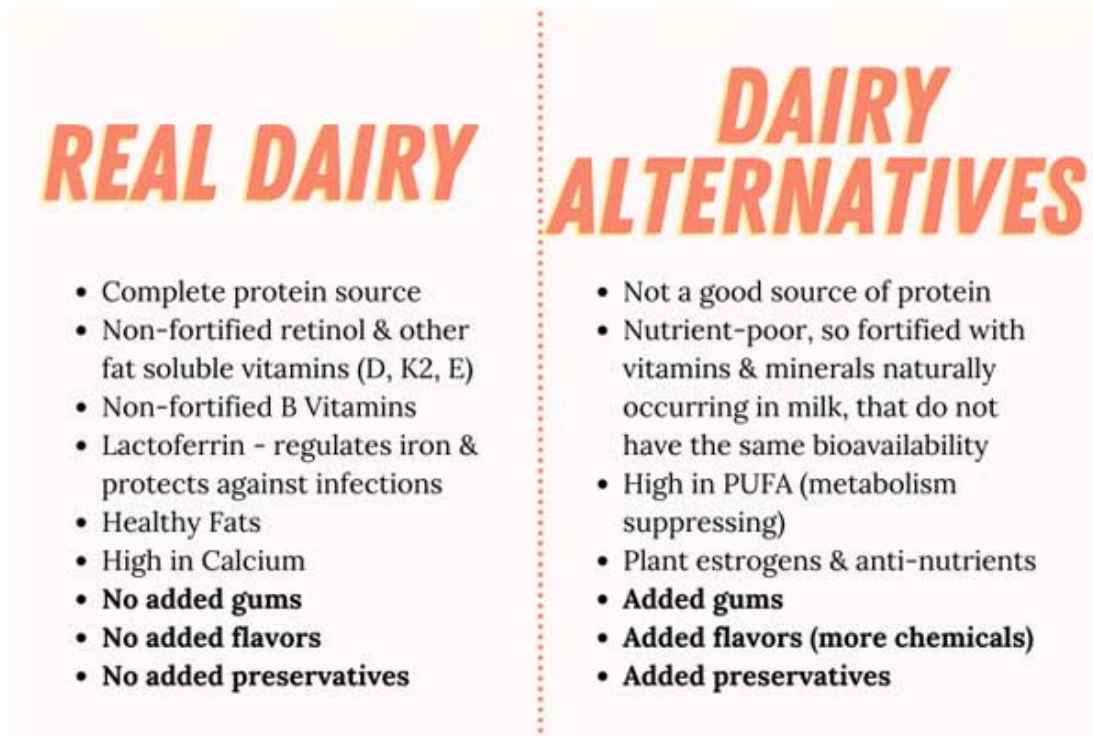 REAL DAIRY
• Complete protein source
• Non-fortified retinol & other
fat soluble vitamins (D, K2, E)
• Non-fortified B Vitamins
• Lactoferrin - regulates iron &
protects against infections
• Healthy Fats
• High in Calcium
• No added gums
• No added flavors
• No added preservatives
DAIRY
ALTERNATIVES
• Not a good source of protein
• Nutrient-poor, so fortified with
vitamins & minerals naturally
occurring in milk, that do not
have the same bioavailability
• High in PUFA (metabolism
suppressing)
• Plant estrogens & anti-nutrients
• Added gums
• Added flavors (more chemicals)
• Added preservatives